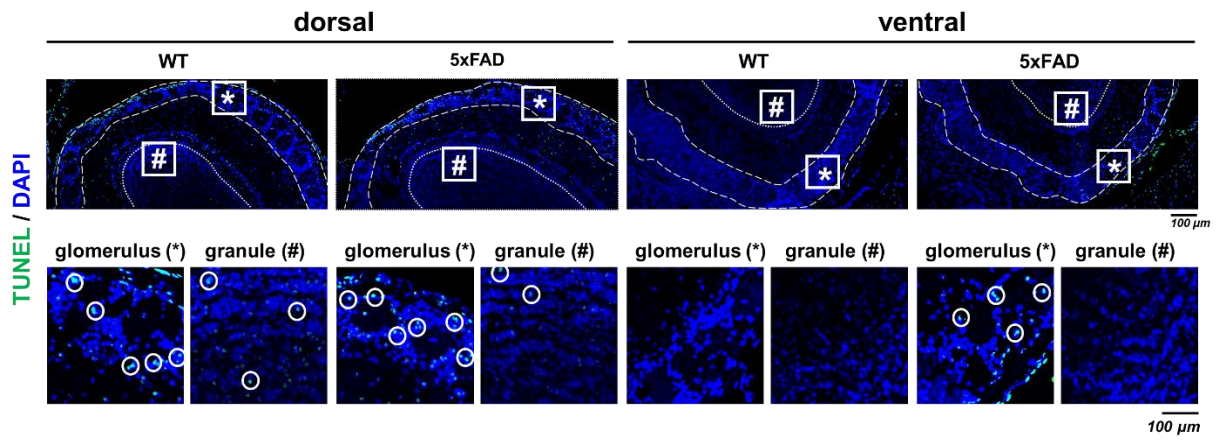 dorsal ventral
WT 5xFAD WT 5xFAD
* * # #
# # * *
100 µm
glomerulus (*) granule (#) glomerulus (*) granule (#) glomerulus (*) granule (#) glomerulus (*) granule (#)
100 µm
TUNEL / DAPI